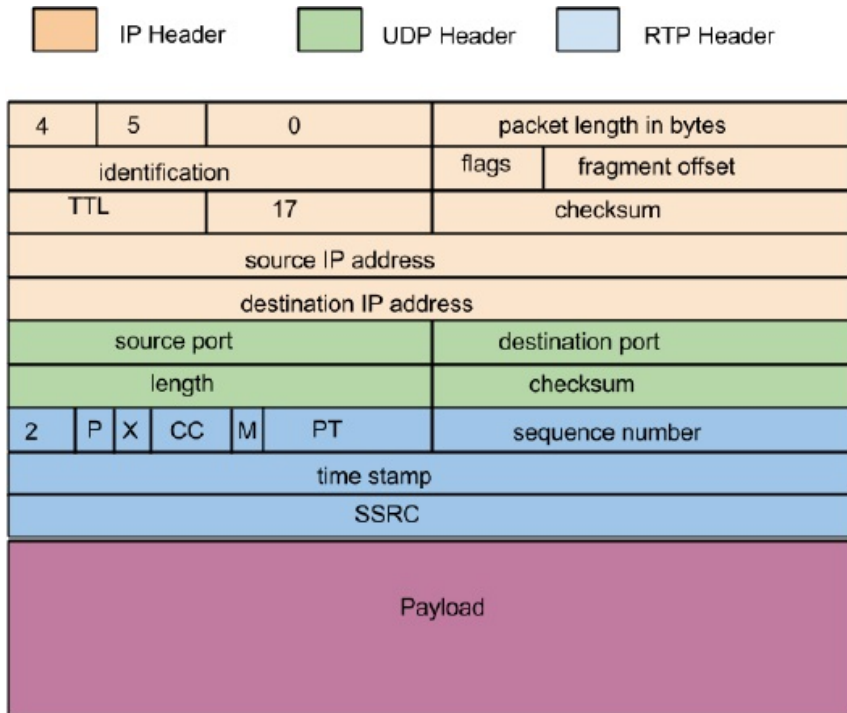 IP Header UDP Header RTP Header
4 5 0 packet length in bytes
identification flags fragment offset
TTL 17 checksum
source IP address
destination IP address
source port destination port
length checksum
2 P X CC M PT sequence number
time stamp
SSRC
Payload